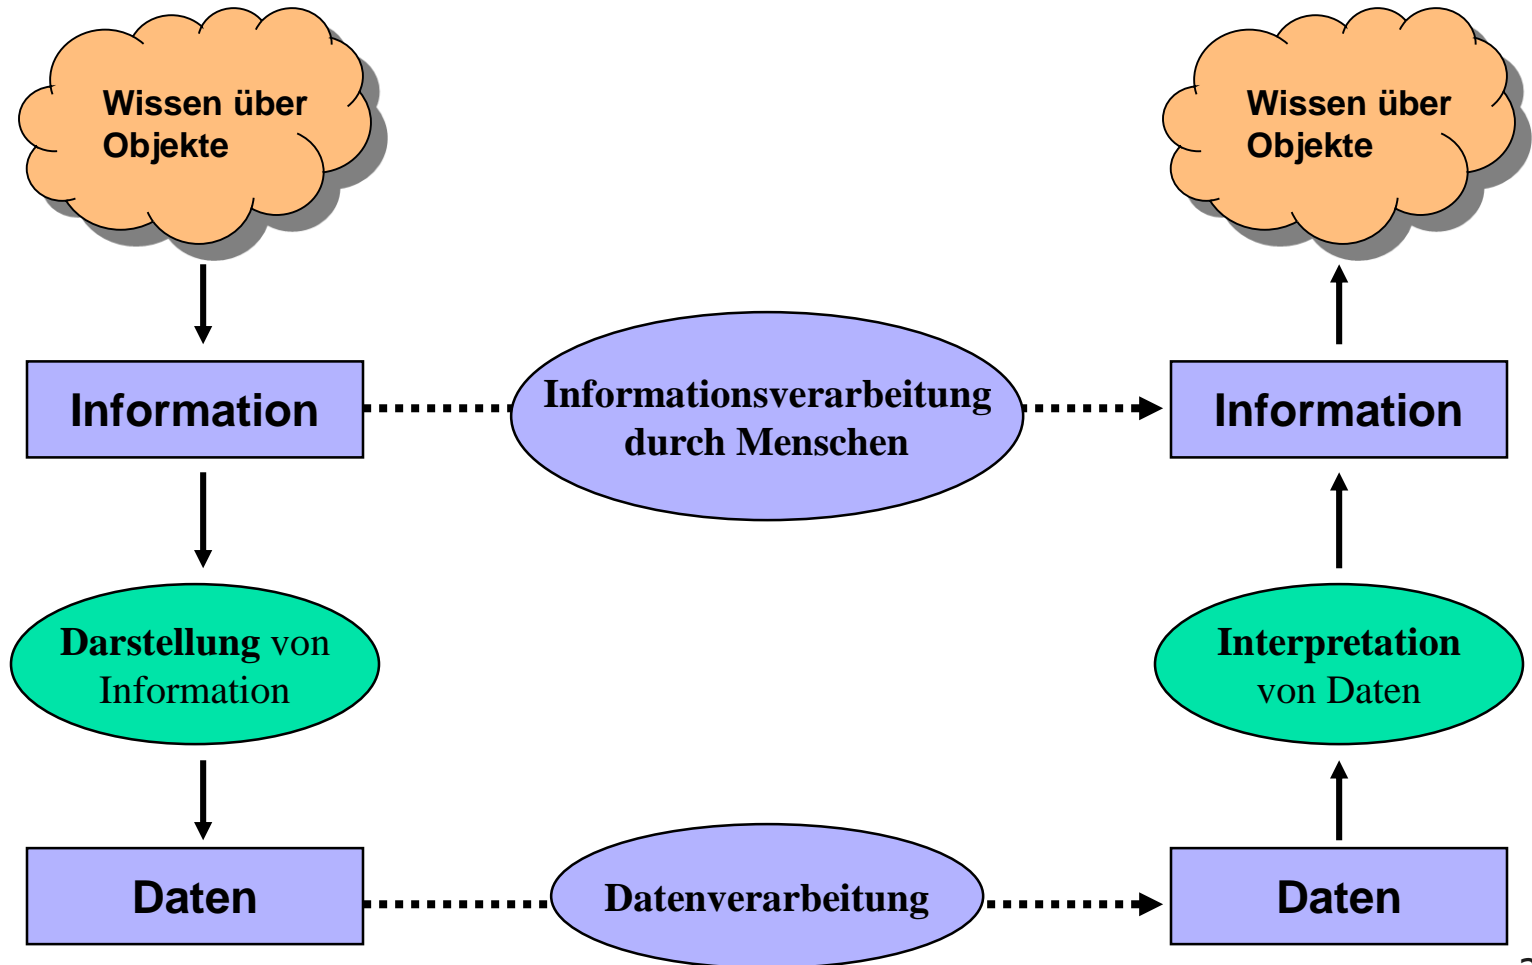 Wissen über
Objekte
Wissen über
Objekte
Information
Informationsverarbeitung
durch Menschen
Information
Darstellung von
Information
Interpretation
von Daten
Daten
Datenverarbeitung
Daten